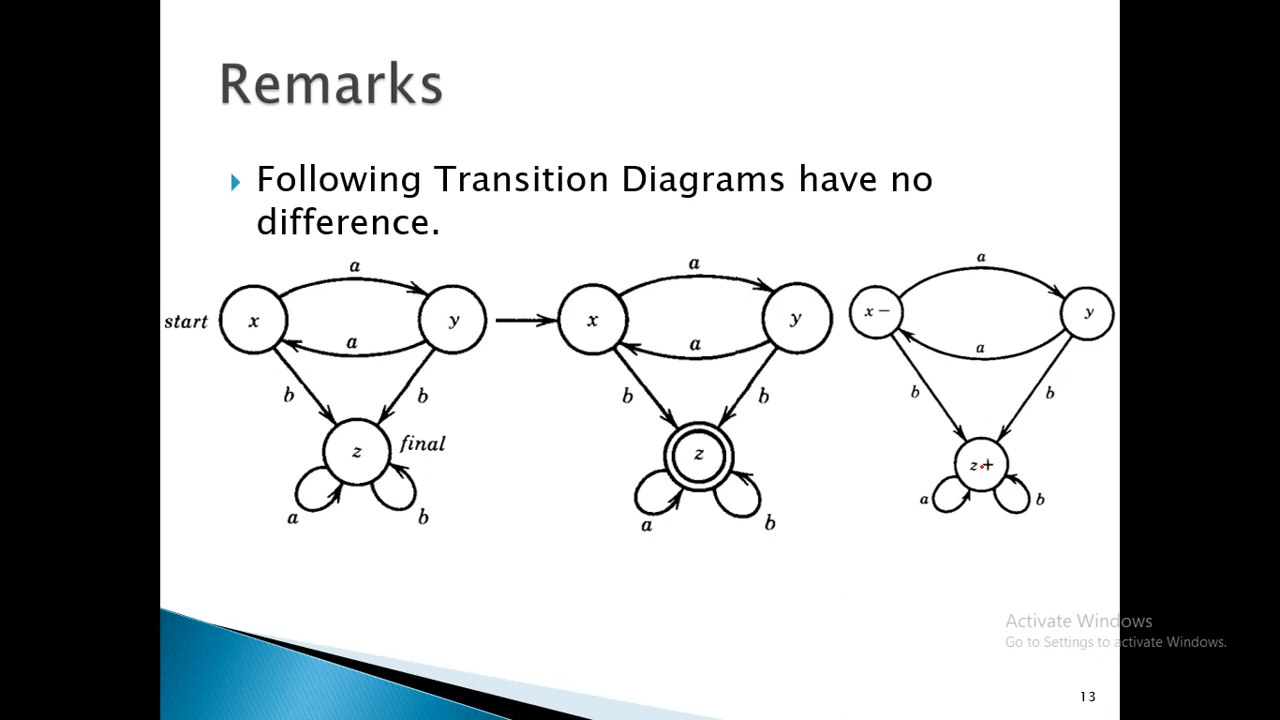 Remarks
Following Transition Diagrams have no
difference.
a
start x y
a
b b
z final
a b
a
x y
a
b b
z
a b
a
x – y
a
b b
z +
a b
Activate Windows
Go to Settings to activate Windows.
13